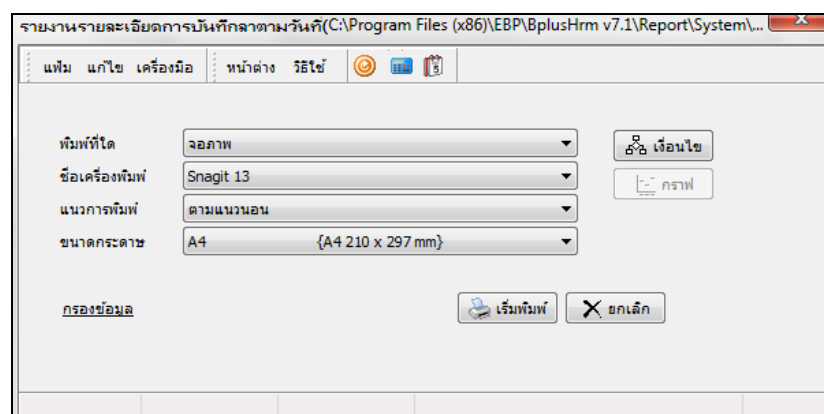 รายงานรายละเอียดการบันทึกลาตามวันที่(C:\Program Files (x86)\EBP\BplusHrm v7.1\Report\System\...
แฟ้ม แก้ไข เครื่องมือ หน้าต่าง วิธีใช้
พิมพ์ที่ใด จอภาพ เงื่อนไข
ชื่อเครื่องพิมพ์ Snagit 13 กราฟ
แนวการพิมพ์ ตามแนวนอน
ขนาดกระดาษ A4 {A4 210 x 297 mm}
กรองข้อมูล เริ่มพิมพ์ ยกเลิก